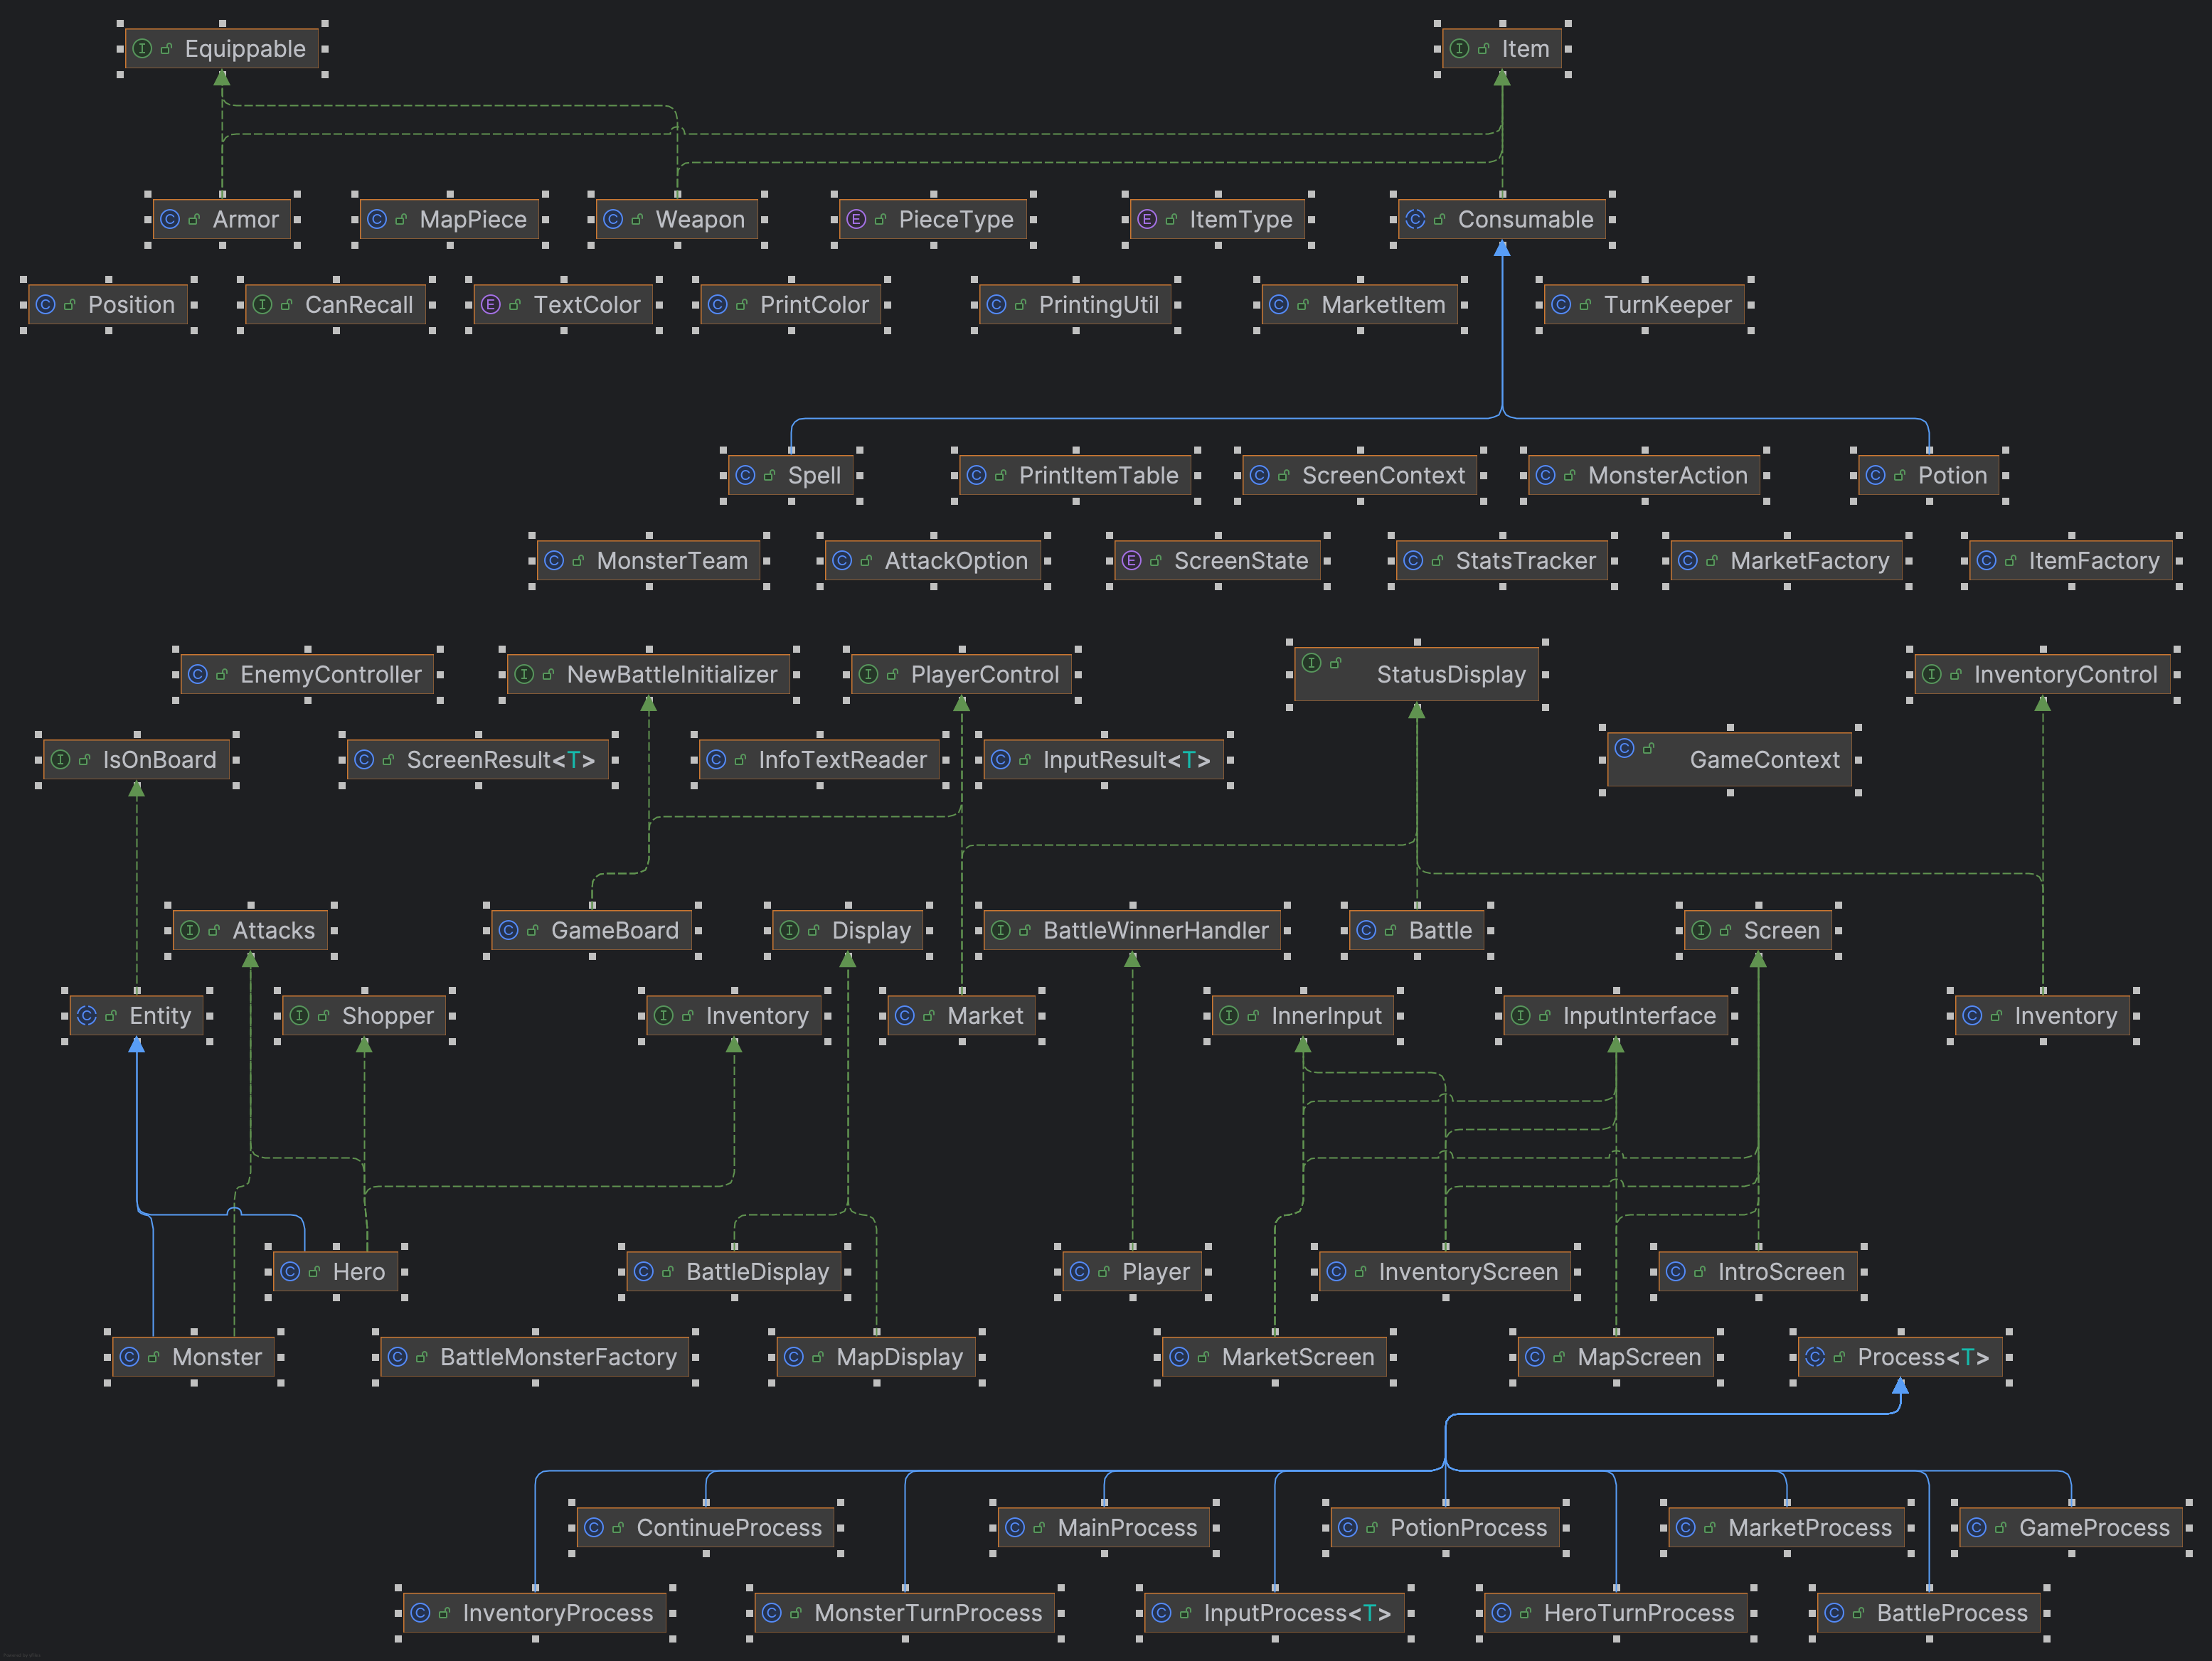 Equippable
Item
Armor
MapPiece
Weapon
PieceType
ItemType
Consumable
Position
CanRecall
TextColor
PrintColor
PrintingUtil
MarketItem
TurnKeeper
Spell
PrintItemTable
ScreenContext
MonsterAction
Potion
MonsterTeam
AttackOption
ScreenState
StatsTracker
MarketFactory
ItemFactory
EnemyController
NewBattleInitializer
PlayerControl
StatusDisplay
InventoryControl
IsOnBoard
ScreenResult<T>
InfoTextReader
InputResult<T>
GameContext
Attacks
GameBoard
Display
BattleWinnerHandler
Battle
Screen
Entity
Shopper
Inventory
Market
InnerInput
InputInterface
Inventory
Hero
BattleDisplay
Player
InventoryScreen
IntroScreen
Monster
BattleMonsterFactory
MapDisplay
MarketScreen
MapScreen
Process<T>
ContinueProcess
MainProcess
PotionProcess
MarketProcess
GameProcess
InventoryProcess
MonsterTurnProcess
InputProcess<T>
HeroTurnProcess
BattleProcess